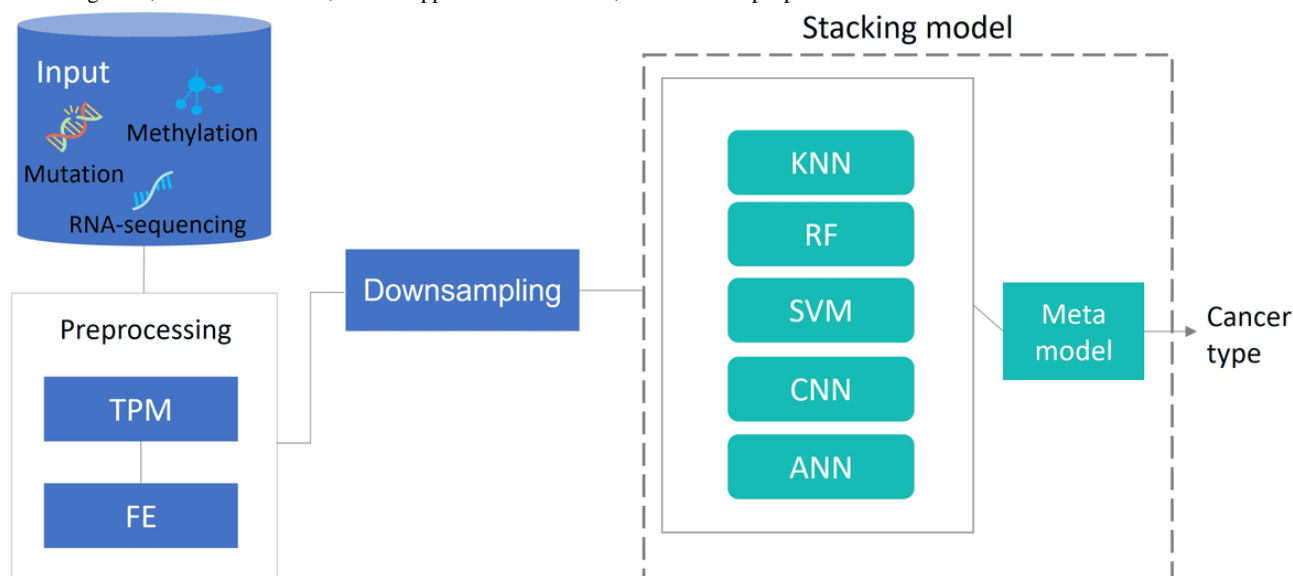 Stacking model
Input
Methylation
Mutation
RNA-sequencing
Preprocessing
TPM
FE
Downsampling
KNN
RF
SVM
CNN
ANN
Meta
model
Cancer
type